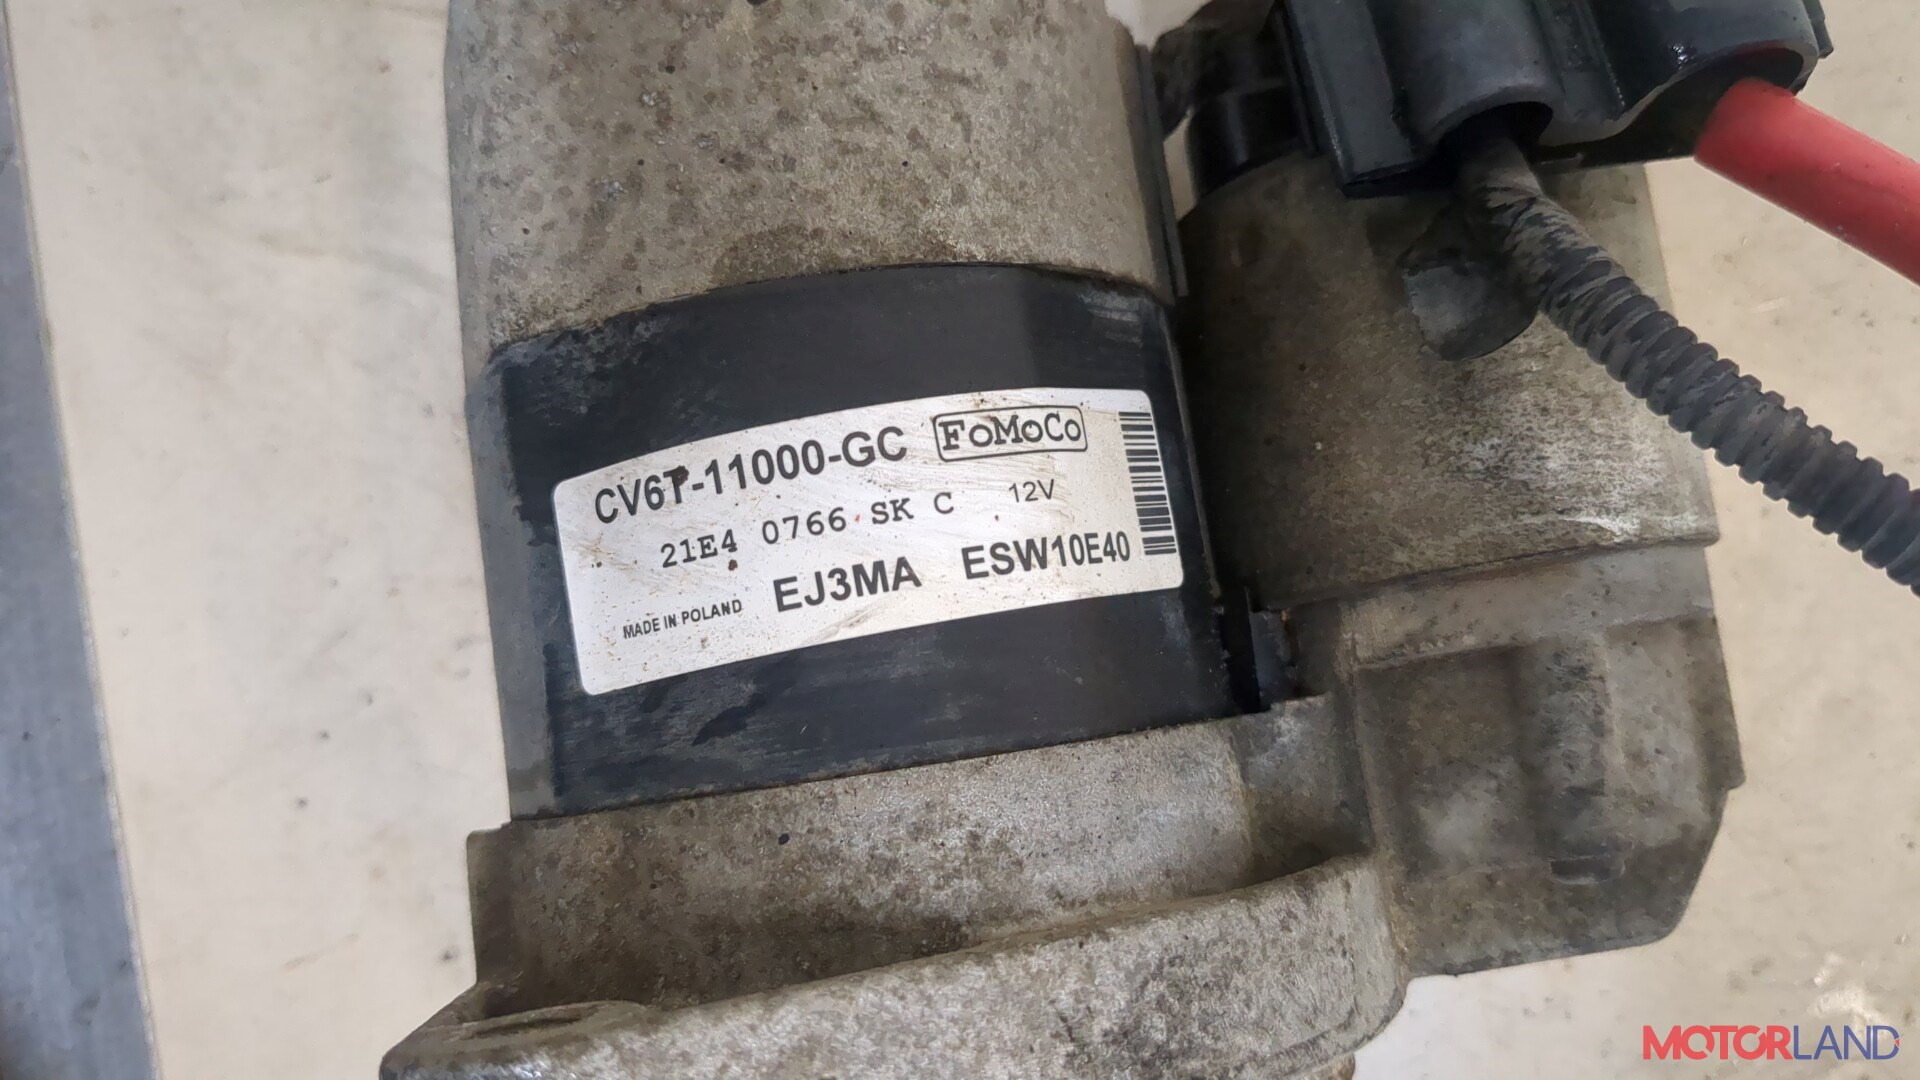 CV6T-11000-GC FoMoCo
21E4 0766 SK C 12V
MADE IN POLAND EJ3MA ESW10E40
MOTORLAND